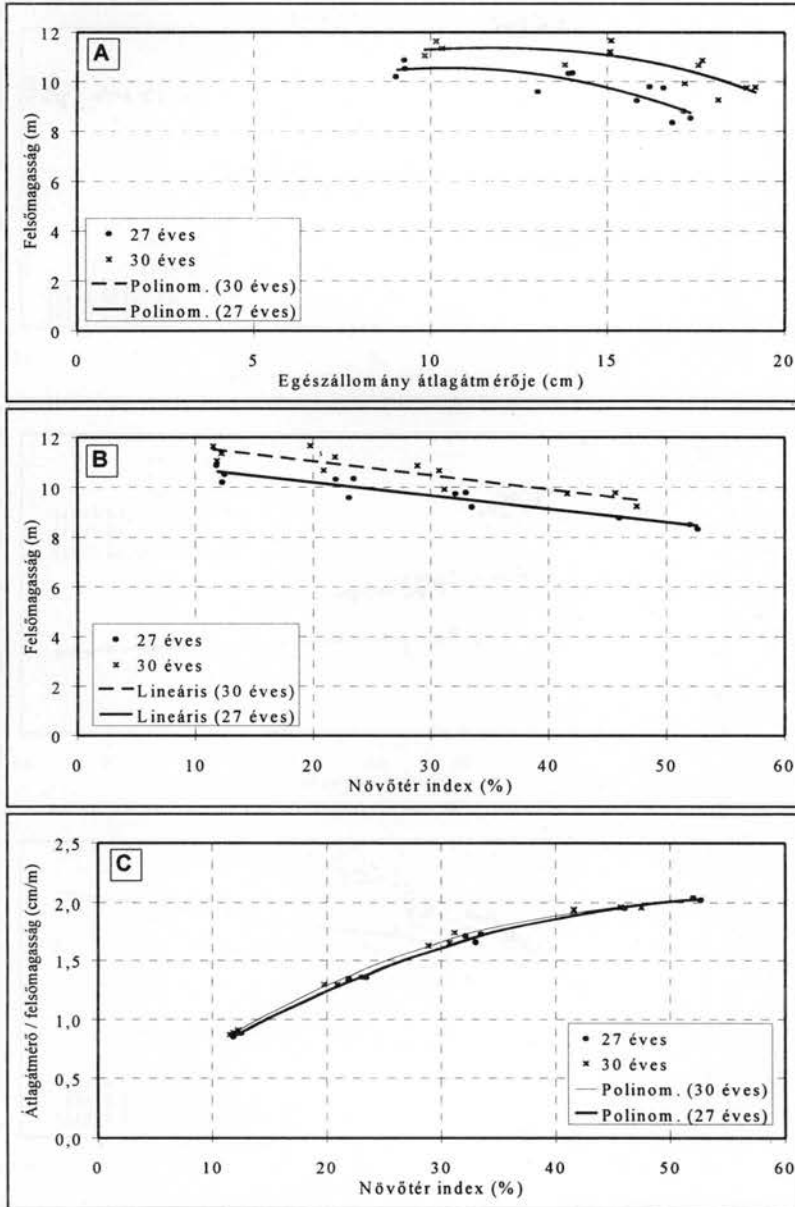 A
Felsőmagasság (m)
12
10
8
6
4
2
0
27 éves
30 éves
Polinom. (30 éves)
Polinom. (27 éves)
0 5 10 15 20
Egészállomány átlagátmérője (cm)
B
Felsőmagasság (m)
12
10
8
6
4
2
0
27 éves
30 éves
Lineáris (30 éves)
Lineáris (27 éves)
0 10 20 30 40 50 60
Növőtér index (%)
C
Átlagátmérő / felsőmagasság (cm/m)
2,5
2,0
1,5
1,0
0,5
0,0
27 éves
30 éves
Polinom. (30 éves)
Polinom. (27 éves)
0 10 20 30 40 50 60
Növőtér index (%)